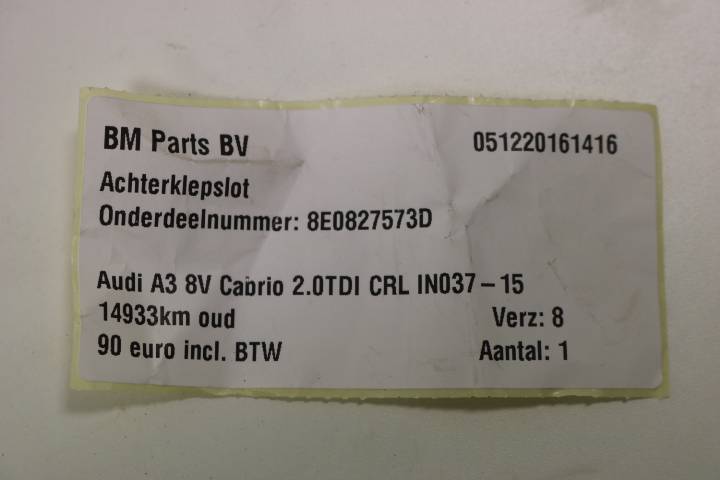 BM Parts BV 051220161416
Achterklepslot
Onderdeelnummer: 8E0827573D
Audi A3 8V Cabrio 2.0TDI CRL IN037-15
14933km oud Verz: 8
90 euro incl. BTW Aantal: 1